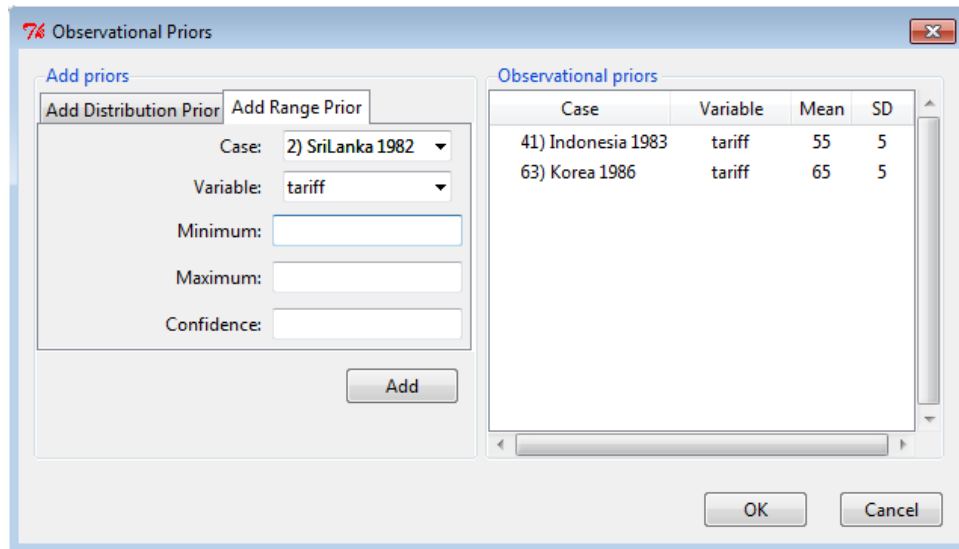 Observational Priors
Add priors
Add Distribution Prior
Add Range Prior
Case: 2) SriLanka 1982
Variable: tariff
Minimum:
Maximum:
Confidence:
Add
Observational priors
Case Variable Mean SD
41) Indonesia 1983 tariff 55 5
63) Korea 1986 tariff 65 5
OK Cancel